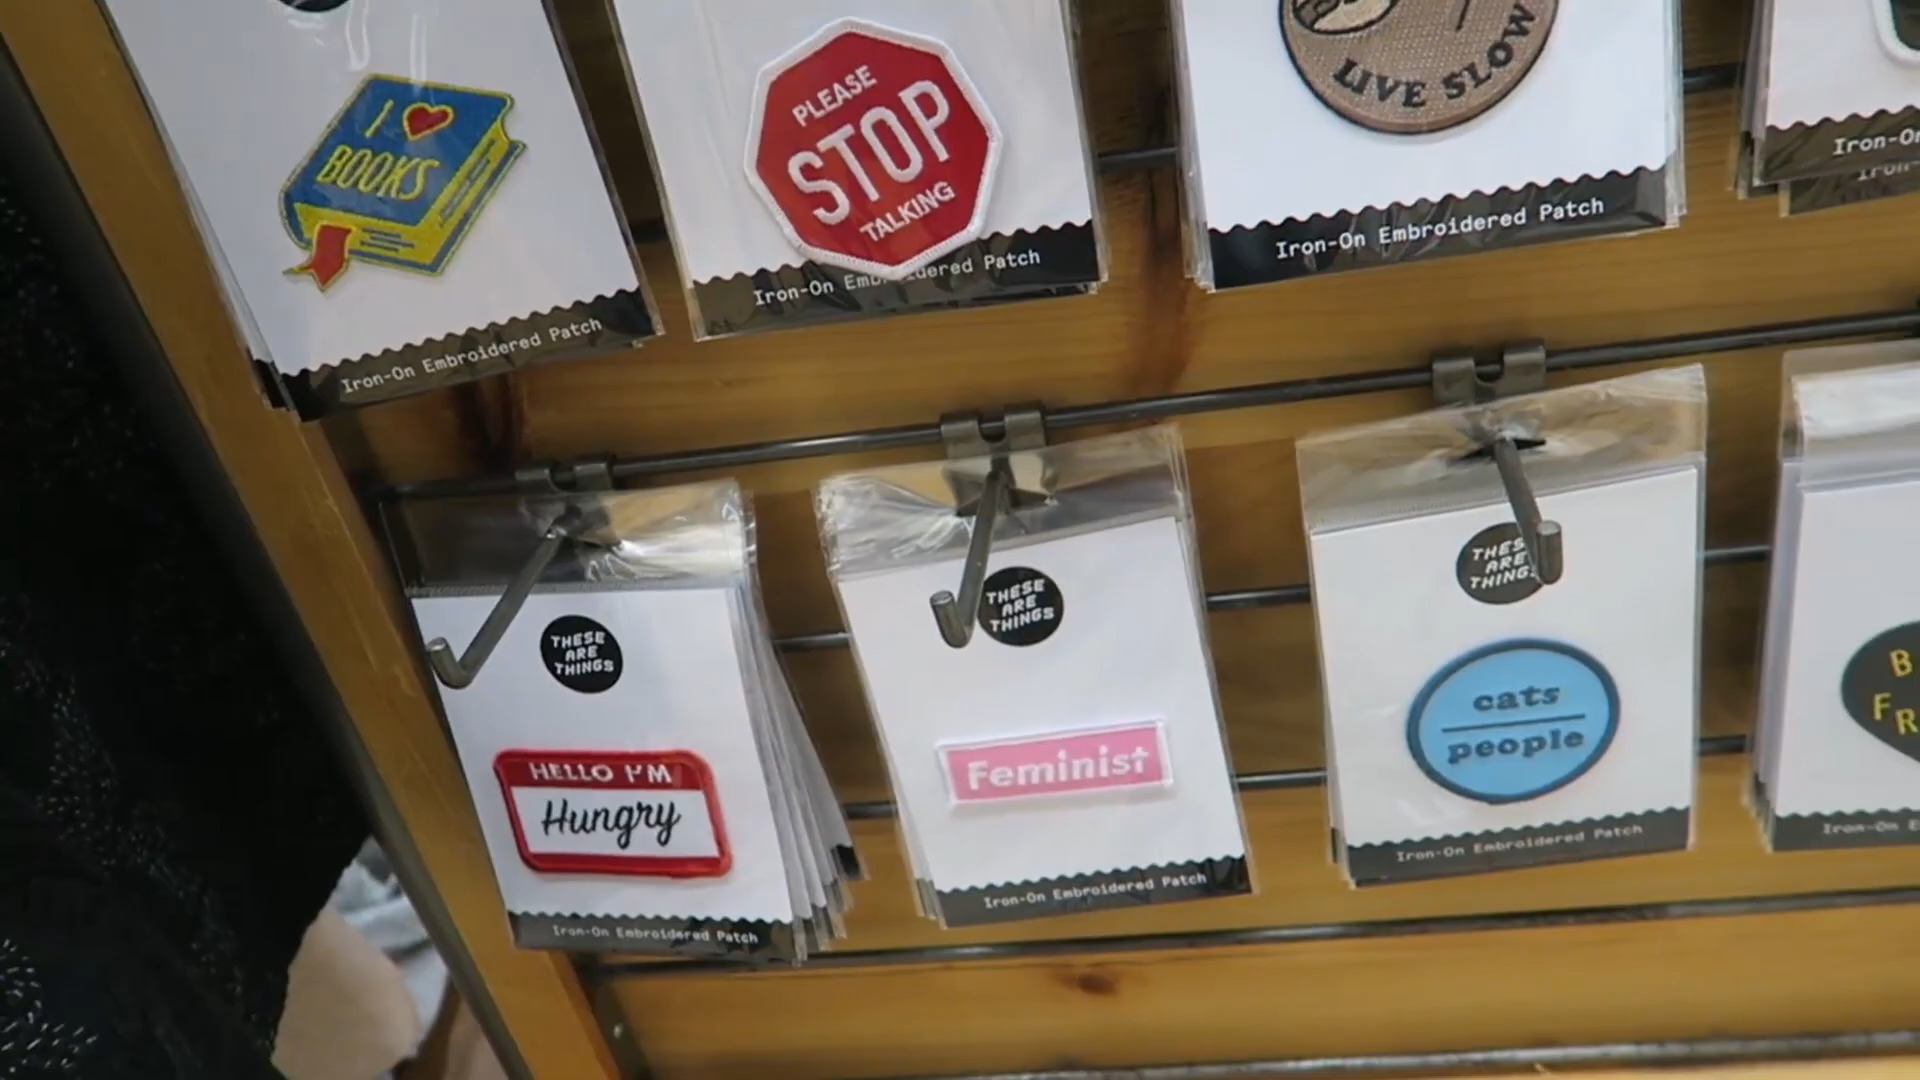 I
BOOKS
Iron-On Embroidered Patch
PLEASE
STOP
TALKING
Iron-On Patch
LIVE SLOW
Iron-On Embroidered Patch
THESE
ARE
THINGS
HELLO I'M
Hungry
Iron-On Embroidered Patch
THESE
ARE
THINGS
Feminist
Iron-On Embroidered Patch
ARE
cats
people
Iron-On Embroidered Patch
Iron-On